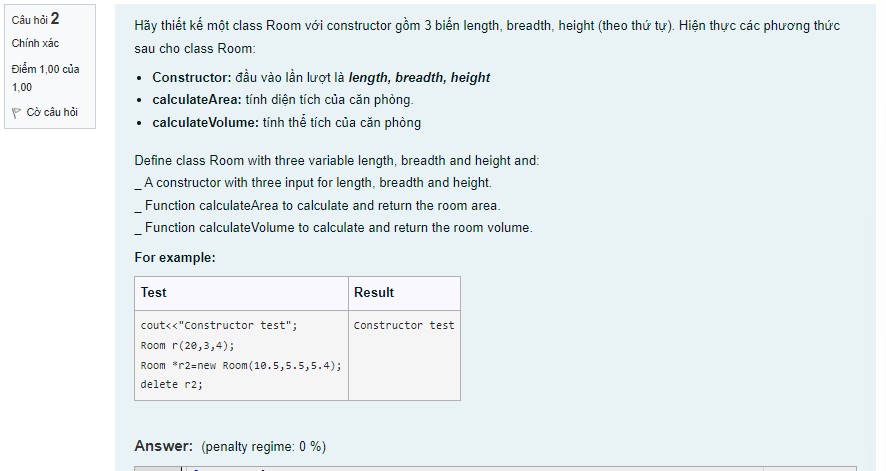 Câu hỏi 2
Chính xác
Điểm 1,00 của
1,00
Cờ câu hỏi
Hãy thiết kế một class Room với constructor gồm 3 biến length, breadth, height (theo thứ tự). Hiện thực các phương thức
sau cho class Room:
• Constructor: đầu vào lần lượt là length, breadth, height
• calculateArea: tính diện tích của căn phòng.
• calculateVolume: tính thể tích của căn phòng
Define class Room with three variable length, breadth and height and:
_ A constructor with three input for length, breadth and height.
_ Function calculateArea to calculate and return the room area.
_ Function calculateVolume to calculate and return the room volume.
For example:
Test Result
cout<<"Constructor test"; Constructor test
Room r(20,3,4);
Room *r2=new Room(10.5,5.5,5.4);
delete r2;
Answer: (penalty regime: 0 %)